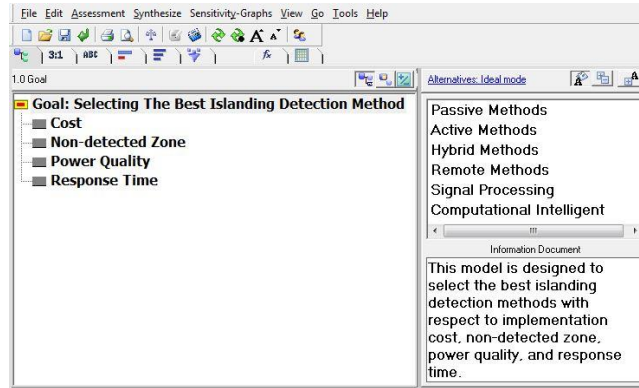 File Edit Assessment Synthesize Sensitivity-Graphs View Go Tools Help
3:1 ABC fx
1.0 Goal
Goal: Selecting The Best Islanding Detection Method
Cost
Non-detected Zone
Power Quality
Response Time
Alternatives: Ideal mode
Passive Methods
Active Methods
Hybrid Methods
Remote Methods
Signal Processing
Computational Intelligent
Information Document
This model is designed to
select the best islanding
detection methods with
respect to implementation
cost, non-detected zone,
power quality, and response
time.